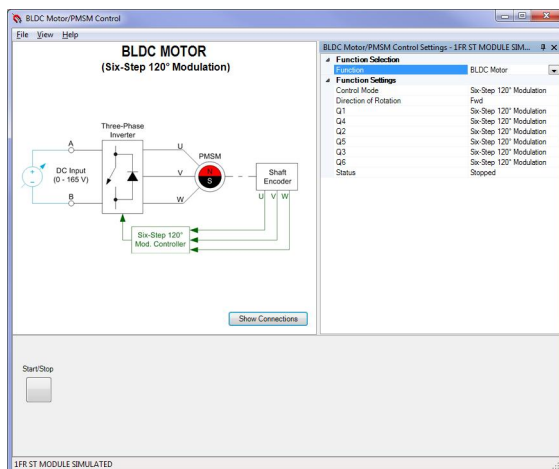 BLDC Motor/PMSM Control
File View Help
BLDC MOTOR
(Six-Step 120° Modulation)
Three-Phase
Inverter
A
B
DC Input
(0 - 165 V)
U
V
W
PMSM
N
S
Shaft
Encoder
U V W
Six-Step 120°
Mod. Controller
Show Connections
BLDC Motor/PMSM Control Settings - 1FR ST MODULE SIM...
Function Selection
Function BLDC Motor
Function Settings
Control Mode Six-Step 120° Modulation
Direction of Rotation Fwd
Q1 Six-Step 120° Modulation
Q4 Six-Step 120° Modulation
Q2 Six-Step 120° Modulation
Q5 Six-Step 120° Modulation
Q3 Six-Step 120° Modulation
Q6 Six-Step 120° Modulation
Status Stopped
Start/Stop
1FR ST MODULE SIMULATED